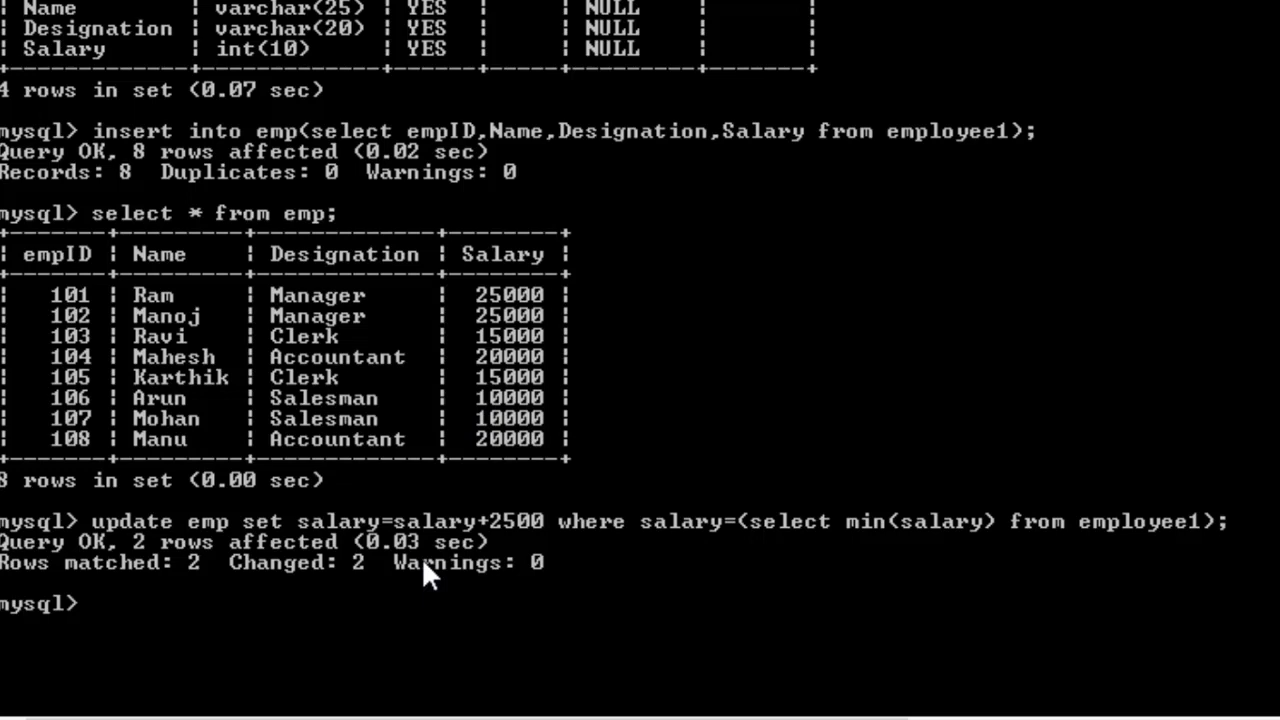 | Name | varchar(25) | YES | | NULL | |
| Designation | varchar(20) | YES | | NULL | |
| Salary | int(10) | YES | | NULL | |
+-------------+-------------+------+-----+---------+-------+
4 rows in set (0.07 sec)
mysql> insert into emp(select empID,Name,Designation,Salary from employee1);
Query OK, 8 rows affected (0.02 sec)
Records: 8 Duplicates: 0 Warnings: 0
mysql> select * from emp;
+-------+---------+-------------+--------+
| empID | Name | Designation | Salary |
+-------+---------+-------------+--------+
| 101 | Ram | Manager | 25000 |
| 102 | Manoj | Manager | 25000 |
| 103 | Ravi | Clerk | 15000 |
| 104 | Mahesh | Accountant | 20000 |
| 105 | Karthik | Clerk | 15000 |
| 106 | Arun | Salesman | 10000 |
| 107 | Mohan | Salesman | 10000 |
| 108 | Manu | Accountant | 20000 |
+-------+---------+-------------+--------+
8 rows in set (0.00 sec)
mysql> update emp set salary=salary+2500 where salary=(select min(salary) from employee1);
Query OK, 2 rows affected (0.03 sec)
Rows matched: 2 Changed: 2 Warnings: 0
mysql>